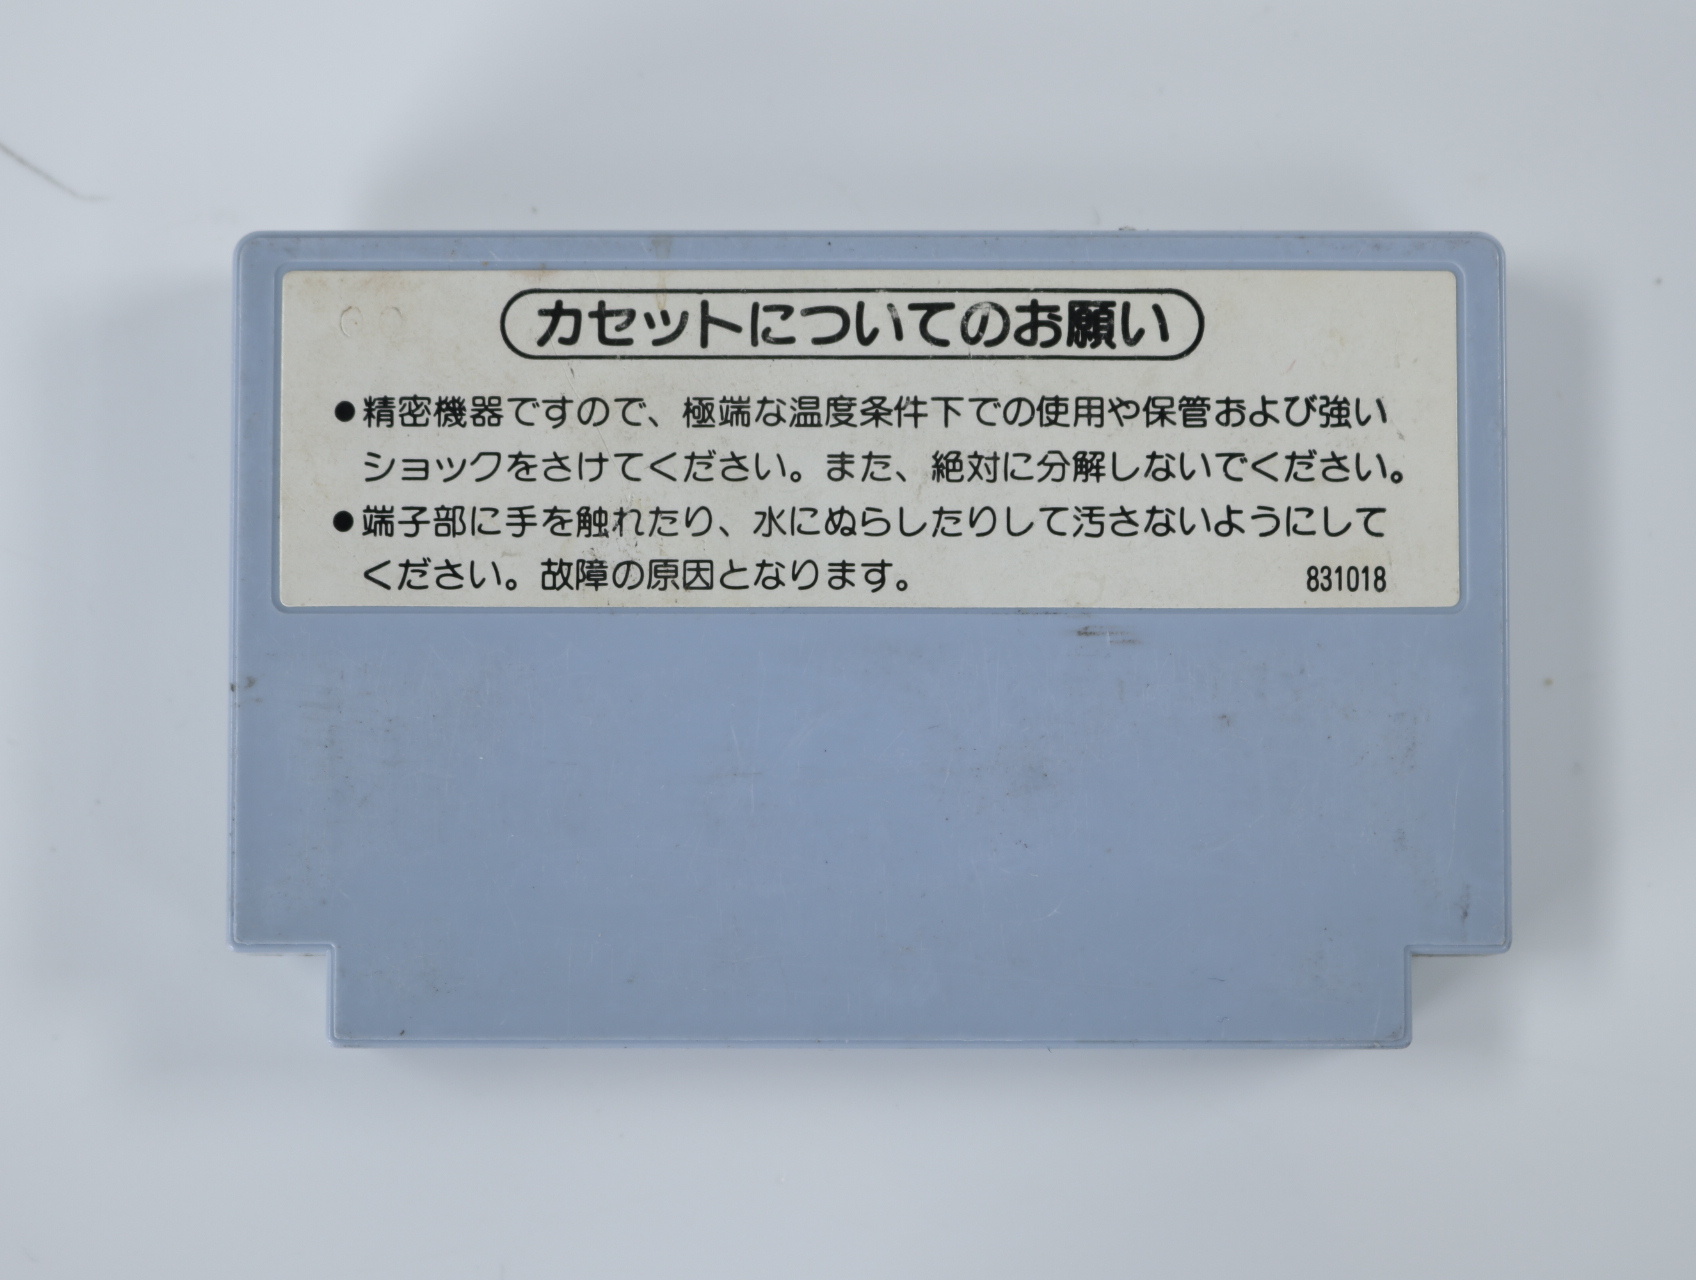 カセットについてのお願い
●精密機器ですので、極端な温度条件下での使用や保管および強い
ショックをさけてください。また、絶対に分解しないでください。
●端子部に手を触れたり、水にぬらしたりして汚さないようにして
ください。故障の原因となります。
831018